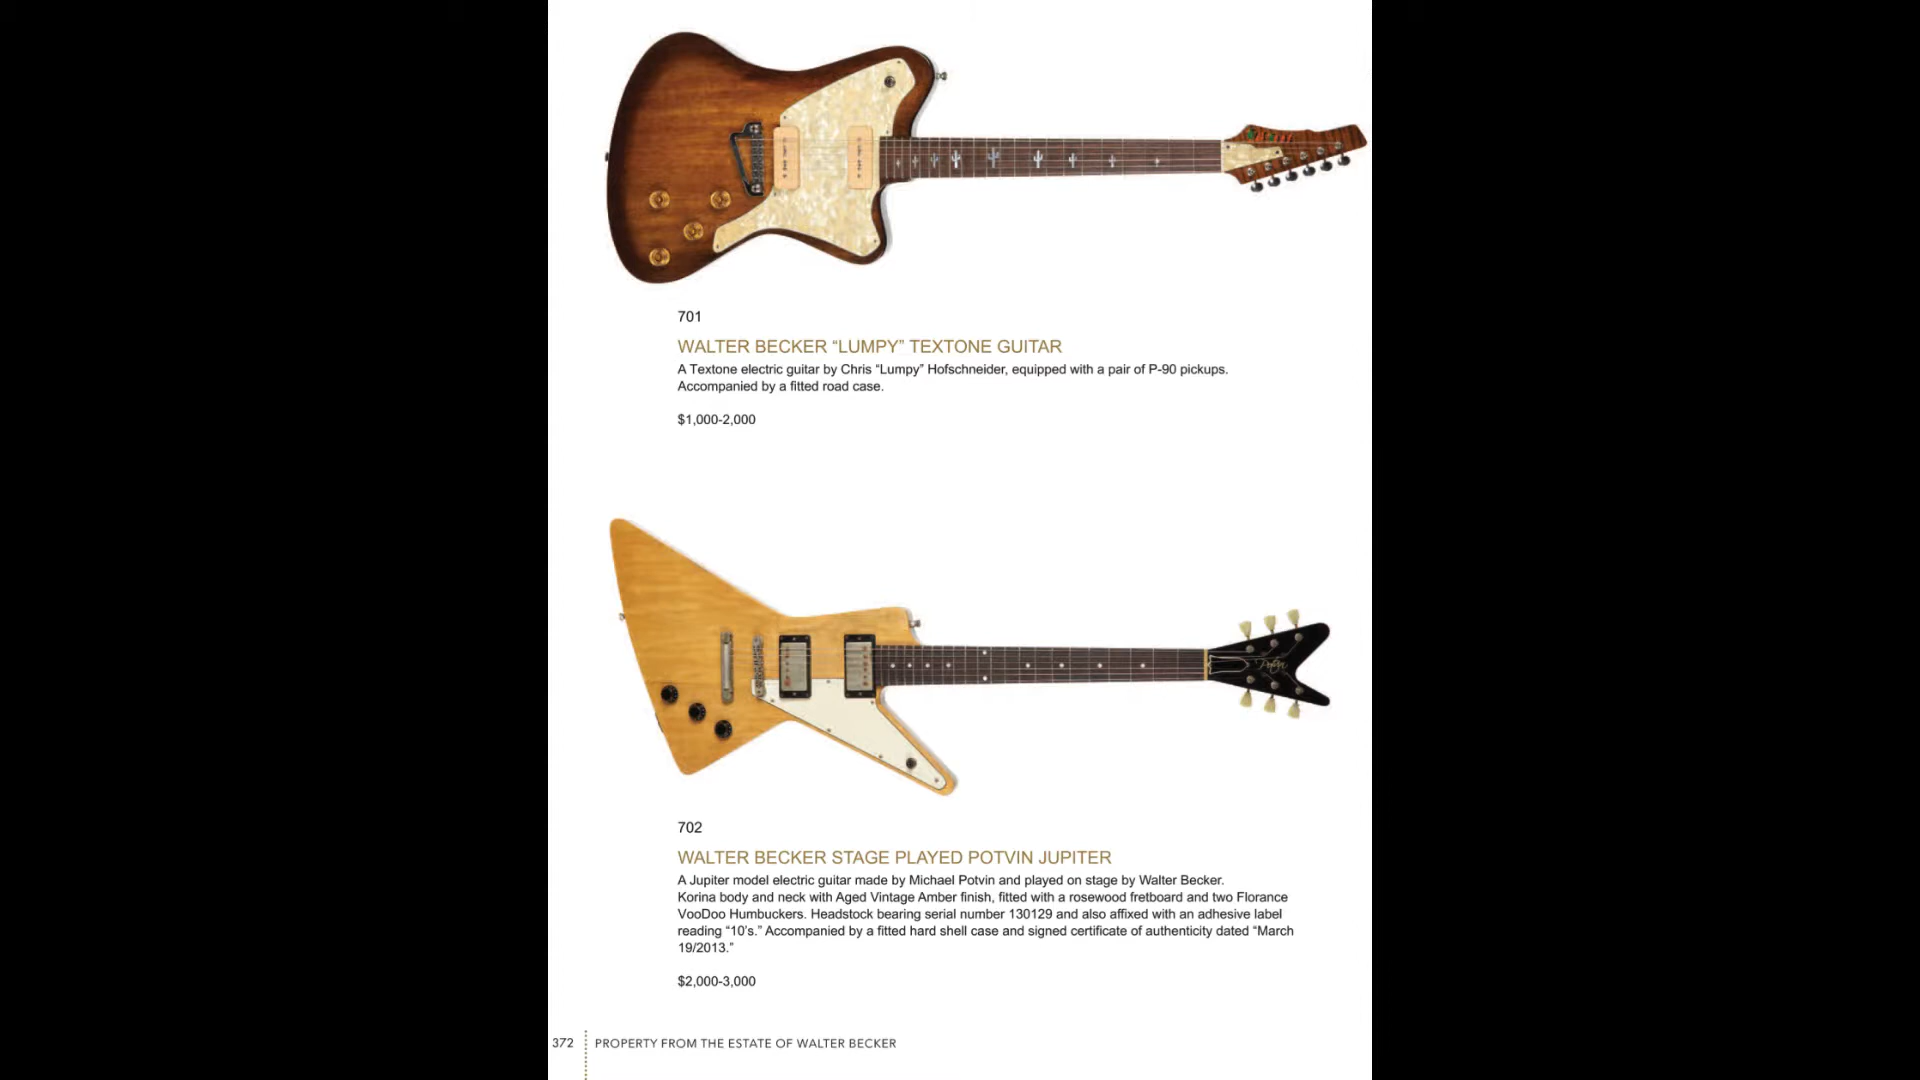 701
WALTER BECKER “LUMPY” TEXTONE GUITAR
A Textone electric guitar by Chris “Lumpy” Hofschneider, equipped with a pair of P-90 pickups.
Accompanied by a fitted road case.
$1,000-2,000
Potvin
702
WALTER BECKER STAGE PLAYED POTVIN JUPITER
A Jupiter model electric guitar made by Michael Potvin and played on stage by Walter Becker.
Korina body and neck with Aged Vintage Amber finish, fitted with a rosewood fretboard and two Florance
VooDoo Humbuckers. Headstock bearing serial number 130129 and also affixed with an adhesive label
reading “10’s.” Accompanied by a fitted hard shell case and signed certificate of authenticity dated “March
19/2013.”
$2,000-3,000
372 PROPERTY FROM THE ESTATE OF WALTER BECKER